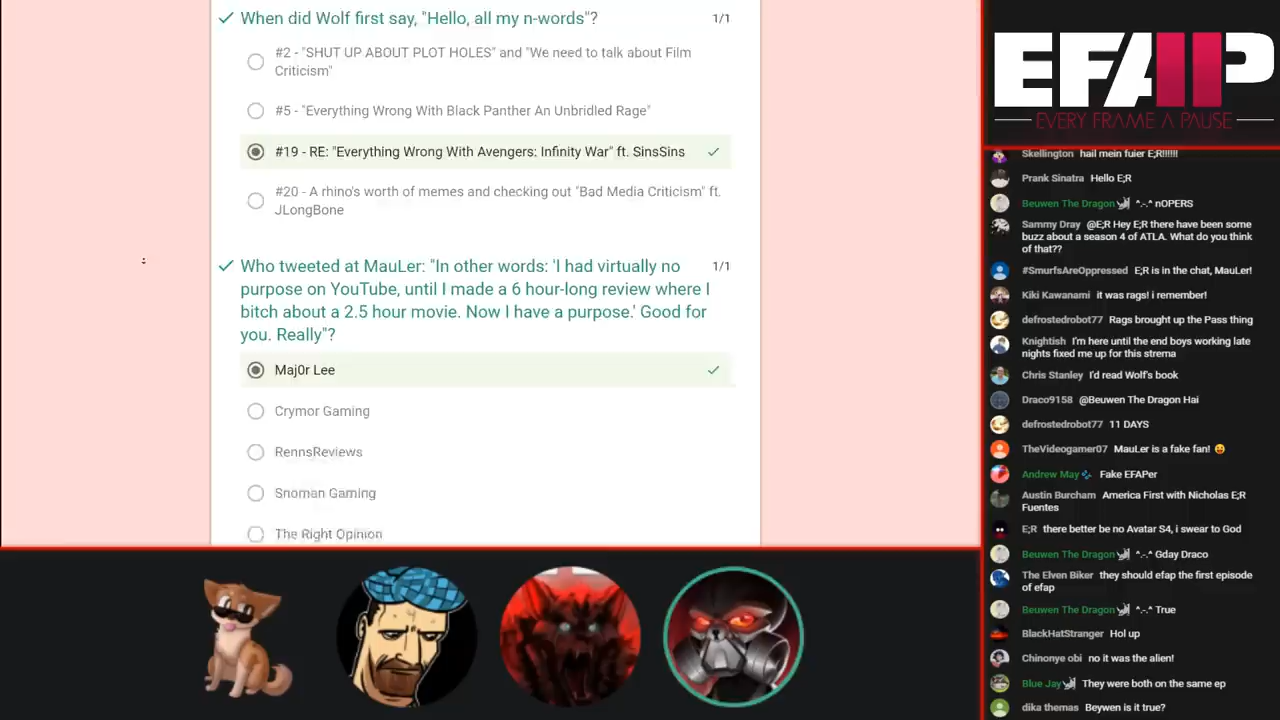 When did Wolf first say, "Hello, all my n-words"?
1/1
#2 - "SHUT UP ABOUT PLOT HOLES" and "We need to talk about Film
Criticism"
#5 - "Everything Wrong With Black Panther An Unbridled Rage"
#19 - RE: "Everything Wrong With Avengers: Infinity War" ft. SinsSins
#20 - A rhino's worth of memes and checking out "Bad Media Criticism" ft.
JLongBone
Who tweeted at MauLer: "In other words: 'I had virtually no
1/1
purpose on YouTube, until I made a 6 hour-long review where I
bitch about a 2.5 hour movie. Now I have a purpose.' Good for
you. Really"?
Maj0r Lee
Crymor Gaming
RennsReviews
Snoman Gaming
The Right Opinion
EFAP
EVERY FRAME A PAUSE
Skellington hail mein fuier E;R!!!!!!
Prank Sinatra Hello E;R
Beuwen The Dragon ^.-.^ nOPERS
Sammy Dray @E;R Hey E;R there have been some
buzz about a season 4 of ATLA. What do you think
of that??
#SmurfsAreOppressed E;R is in the chat, MauLer!
Kiki Kawanami it was rags! i remember!
defrostedrobot77 Rags brought up the Pass thing
Knightish I'm here until the end boys working late
nights fixed me up for this strema
Chris Stanley I'd read Wolf's book
Draco9158 @Beuwen The Dragon Hai
defrostedrobot77 11 DAYS
TheVideogamer07 MauLer is a fake fan! 😛
Andrew May Fake EFAPer
Austin Burcham America First with Nicholas E;R
Fuentes
E;R there better be no Avatar S4, i swear to God
Beuwen The Dragon ^.-.^ Gday Draco
The Elven Biker they should efap the first episode
of efap
Beuwen The Dragon ^.-.^ True
BlackHatStranger Hol up
Chinonye obi no it was the alien!
Blue Jay They were both on the same ep
dika themas Beywen is it true?